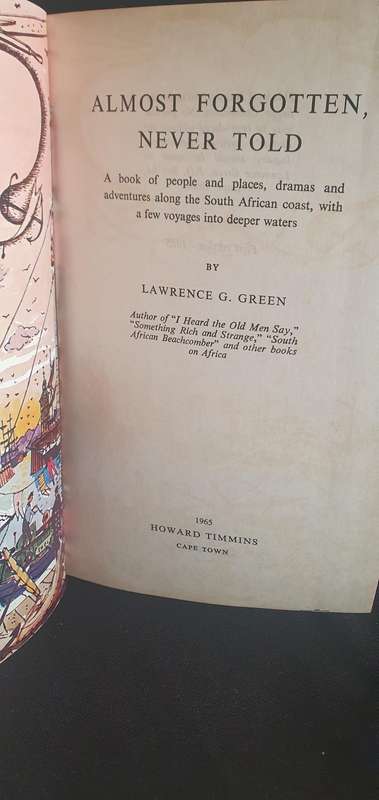 ALMOST FORGOTTEN,
NEVER TOLD
A book of people and places, dramas and
adventures along the South African coast, with
a few voyages into deeper waters
BY
LAWRENCE G. GREEN
Author of "I Heard the Old Men Say,"
"Something Rich and Strange," "South
African Beachcomber" and other books
on Africa
1965
HOWARD TIMMINS
CAPE TOWN